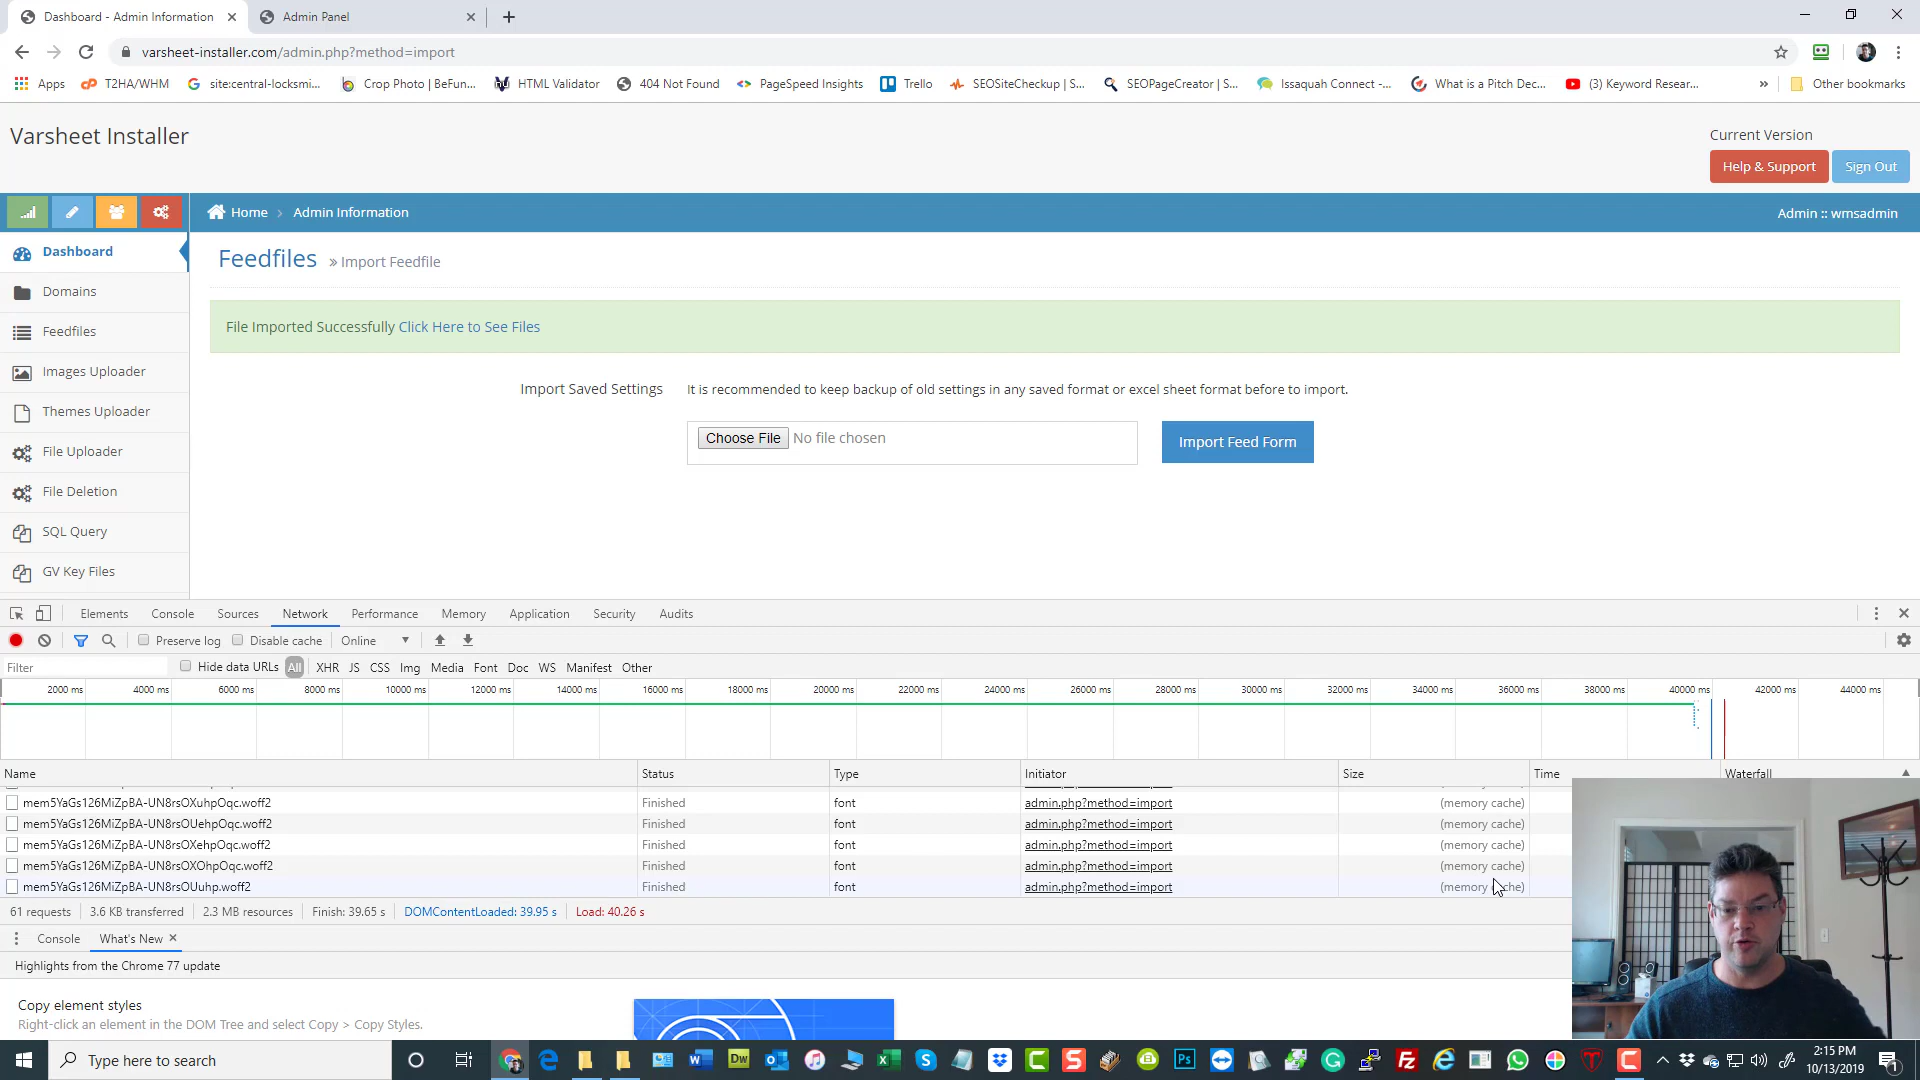 Dashboard - Admin Information
Admin Panel
varsheet-installer.com/admin.php?method=import
Apps
T2HA/WHM
site:central-locksmi...
Crop Photo | BeFun...
HTML Validator
404 Not Found
PageSpeed Insights
Trello
SEOSiteCheckup | S...
SEOPageCreator | S...
Issaquah Connect -...
What is a Pitch Dec...
(3) Keyword Resear...
Other bookmarks
Varsheet Installer
Current Version
Help & Support
Sign Out
Home
Admin Information
Admin :: wmsadmin
Dashboard
Domains
Feedfiles
Images Uploader
Themes Uploader
File Uploader
File Deletion
SQL Query
GV Key Files
Feedfiles » Import Feedfile
File Imported Successfully Click Here to See Files
Import Saved Settings
It is recommended to keep backup of old settings in any saved format or excel sheet format before to import.
Choose File No file chosen
Import Feed Form
Elements Console Sources Network Performance Memory Application Security Audits
Preserve log Disable cache Online
Filter Hide data URLs All XHR JS CSS Img Media Font Doc WS Manifest Other
2000 ms 4000 ms 6000 ms 8000 ms 10000 ms 12000 ms 14000 ms 16000 ms 18000 ms 20000 ms 22000 ms 24000 ms 26000 ms 28000 ms 30000 ms 32000 ms 34000 ms 36000 ms 38000 ms 40000 ms 42000 ms 44000 ms
Name Status Type Initiator Size Time Waterfall
mem5YaGs126MiZpBA-UN8rsOXuhpOqc.woff2 Finished font admin.php?method=import (memory cache)
mem5YaGs126MiZpBA-UN8rsOUehpOqc.woff2 Finished font admin.php?method=import (memory cache)
mem5YaGs126MiZpBA-UN8rsOXehpOqc.woff2 Finished font admin.php?method=import (memory cache)
mem5YaGs126MiZpBA-UN8rsOXOhpOqc.woff2 Finished font admin.php?method=import (memory cache)
mem5YaGs126MiZpBA-UN8rsOUuhp.woff2 Finished font admin.php?method=import (memory cache)
61 requests 3.6 KB transferred 2.3 MB resources Finish: 39.65 s DOMContentLoaded: 39.95 s Load: 40.26 s
Console What's New
Highlights from the Chrome 77 update
Copy element styles
Right-click an element in the DOM Tree and select Copy > Copy Styles.
Type here to search
2:15 PM
10/13/2019
1